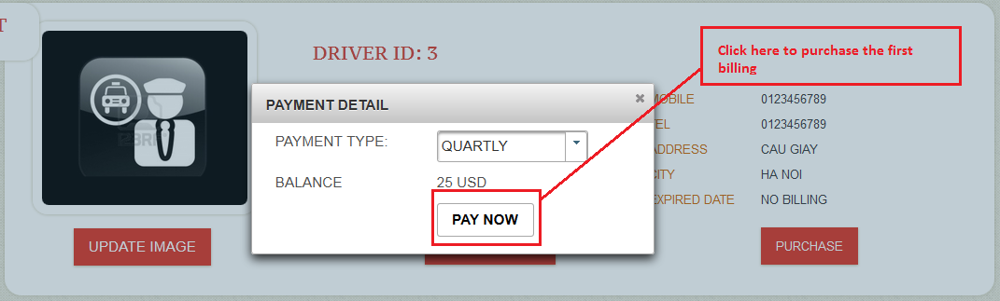 T
DRIVER ID: 3
Click here to purchase the first
billing
PAYMENT DETAIL
PAYMENT TYPE:
QUARTLY
BALANCE
25 USD
PAY NOW
MOBILE
0123456789
TEL
0123456789
ADDRESS
CAU GIAY
CITY
HA NOI
EXPIRED DATE
NO BILLING
UPDATE IMAGE
PURCHASE